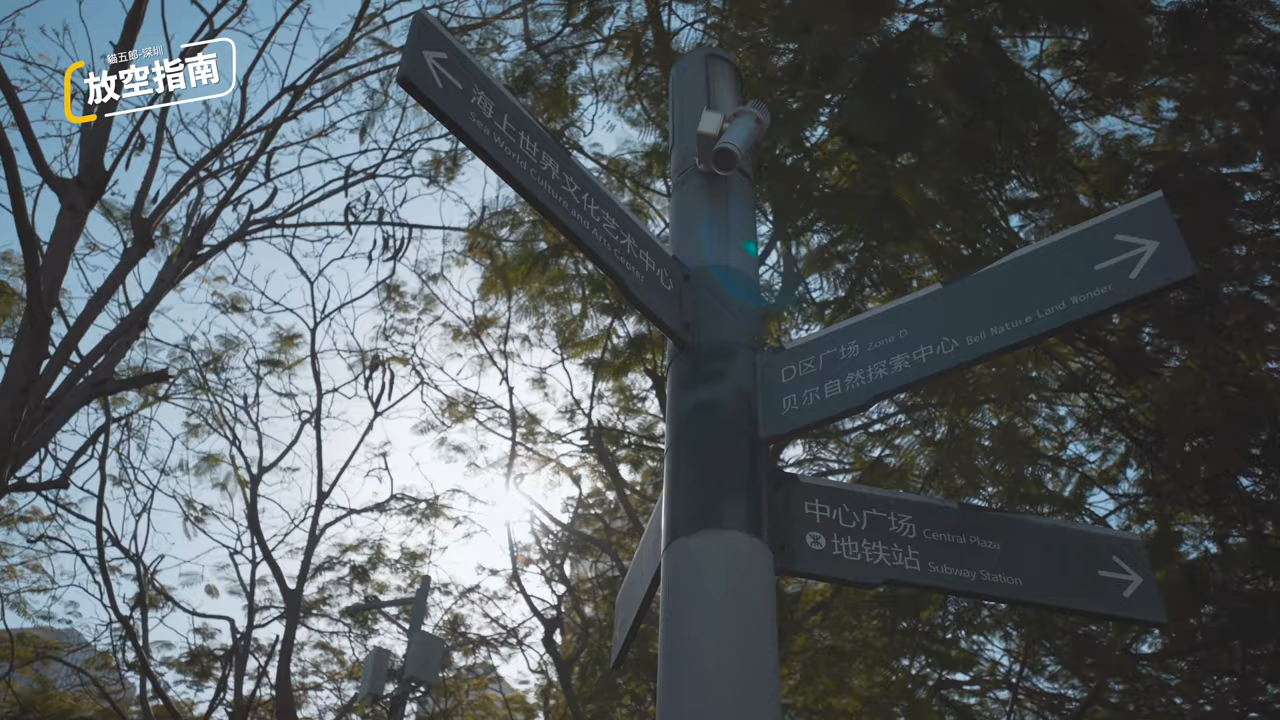 貓五郎·深圳
放空指南
海上世界文化艺术中心
Sea World Culture and Arts Center
D区广场 Zone D
贝尔自然探索中心 Bell Nature Land Wonder
中心广场 Central Plaza
地铁站 Subway Station